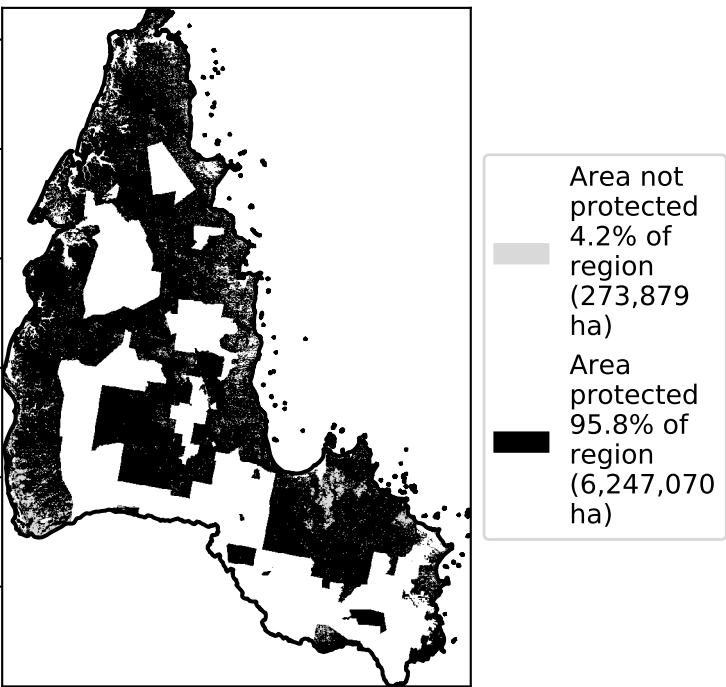 Area not
protected
4.2% of
region
(273,879
ha)
Area
protected
95.8% of
region
(6,247,070
ha)